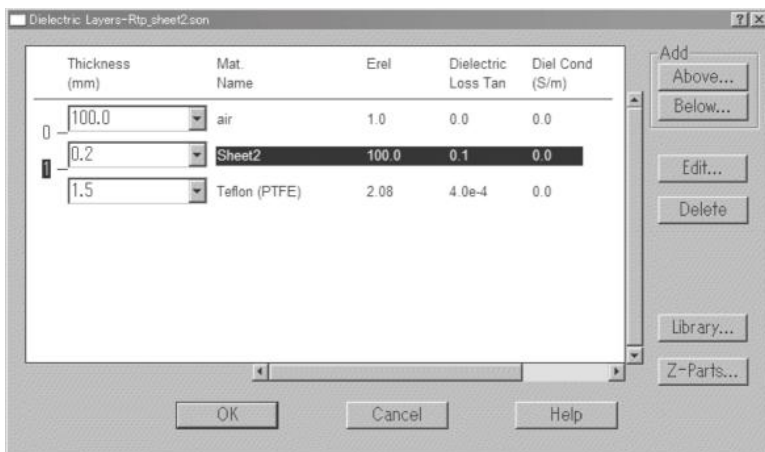 Dielectric Layers-Rtp_sheet2.son
Thickness (mm) Mat. Name Erel Dielectric Loss Tan Diel Cond (S/m)
100.0 air 1.0 0.0 0.0
0
0.2 Sheet2 100.0 0.1 0.0
1
1.5 Teflon (PTFE) 2.08 4.0e-4 0.0
Add
Above...
Below...
Edit...
Delete
Library...
Z-Parts...
OK Cancel Help